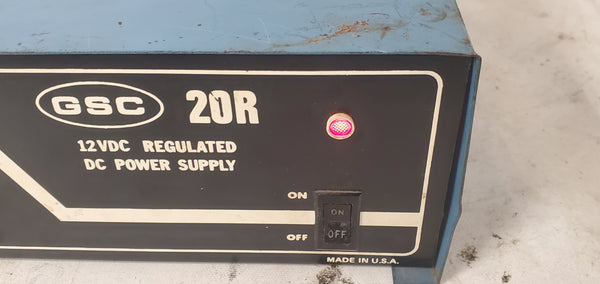 GSC 20R
12VDC REGULATED
DC POWER SUPPLY
ON
ON
OFF
OFF
MADE IN U.S.A.